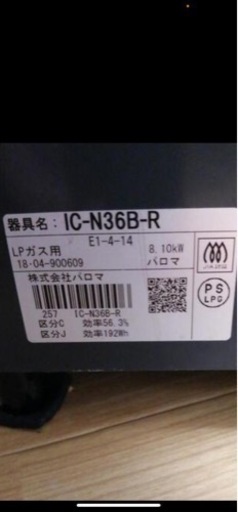 器具名: IC-N36B-R
E1-4-14
LPガス用 8.10kW
18·04-900609 パロマ
株式会社パロマ
257 IC-N36B-R
区分C 効率56.3%
区分J 効率192Wh
PS
LPG